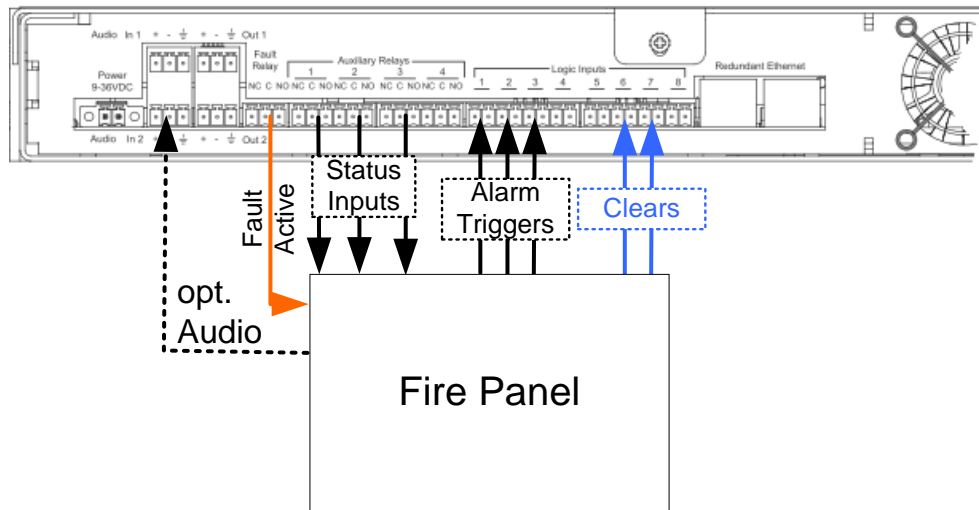 Audio In 1 + - ⏚ + - ⏚ Out 1
Fault
Relay
NC C NO
Auxiliary Relays
1 2 3 4
NC C NO NC C NO NC C NO NC C NO
Logic Inputs
1 2 3 4 5 6 7 8
Redundant Ethernet
Power
9-36VDC
Audio In 2 + - ⏚ + - ⏚ Out 2
Fault
Active
Status
Inputs
Alarm
Triggers
Clears
opt.
Audio
Fire Panel